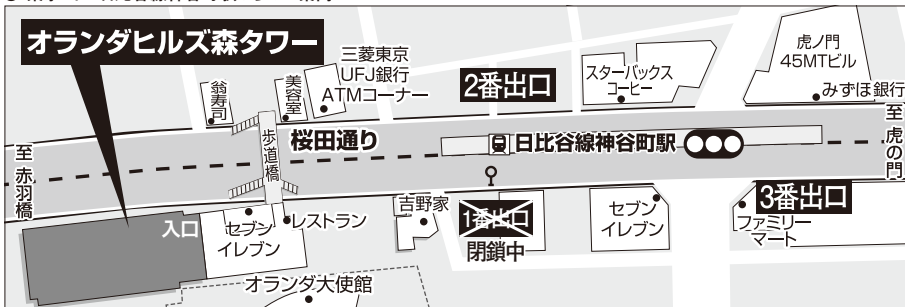 オランダヒルズ森タワー
三菱東京
UFJ銀行
ATMコーナー
翁寿司
美容室
2番出口
スターバックス
コーヒー
虎ノ門
45MTビル
みずほ銀行
至 虎の門
歩道橋
桜田通り
日比谷線神谷町駅
至 赤羽橋
入口
セブン
イレブン
レストラン
吉野家
1番出口
閉鎖中
セブン
イレブン
3番出口
ファミリー
マート
オランダ大使館